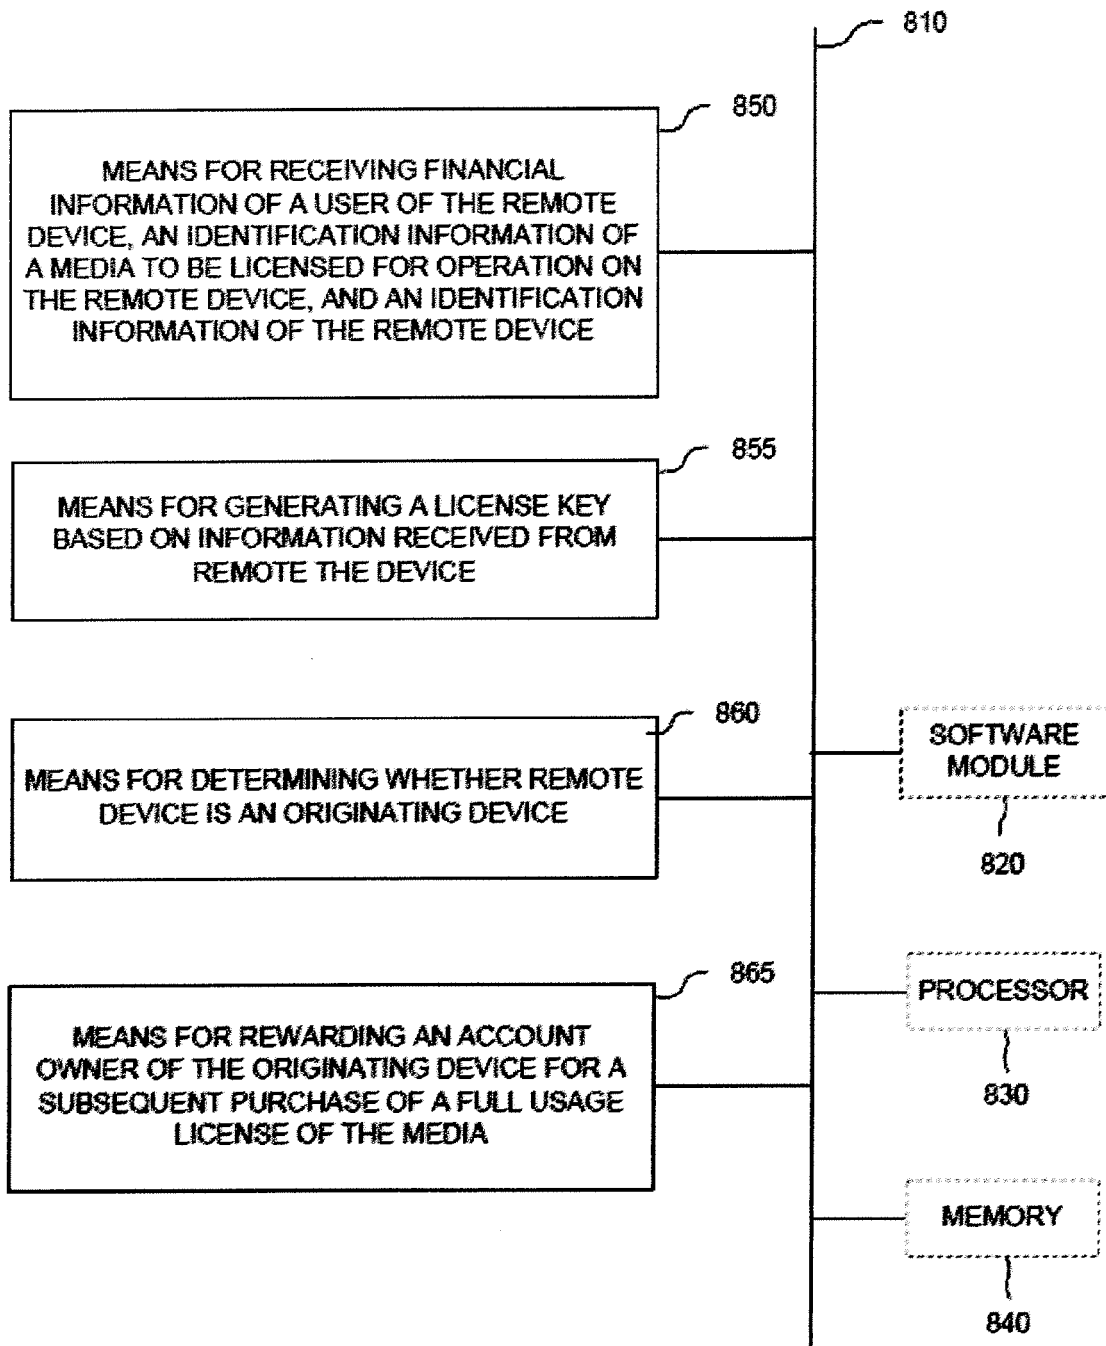 810
850
MEANS FOR RECEIVING FINANCIAL
INFORMATION OF A USER OF THE REMOTE
DEVICE, AN IDENTIFICATION INFORMATION OF
A MEDIA TO BE LICENSED FOR OPERATION ON
THE REMOTE DEVICE, AND AN IDENTIFICATION
INFORMATION OF THE REMOTE DEVICE
855
MEANS FOR GENERATING A LICENSE KEY
BASED ON INFORMATION RECEIVED FROM
REMOTE THE DEVICE
860
MEANS FOR DETERMINING WHETHER REMOTE
DEVICE IS AN ORIGINATING DEVICE
SOFTWARE
MODULE
820
865
MEANS FOR REWARDING AN ACCOUNT
OWNER OF THE ORIGINATING DEVICE FOR A
SUBSEQUENT PURCHASE OF A FULL USAGE
LICENSE OF THE MEDIA
PROCESSOR
830
MEMORY
840